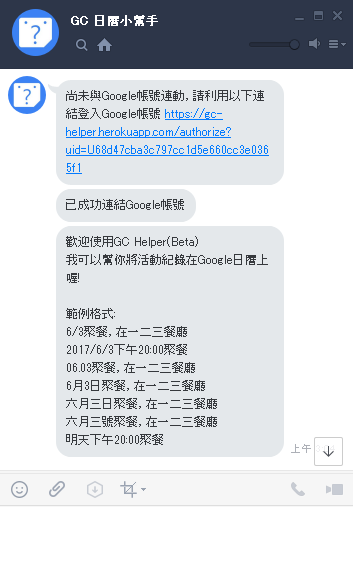 GC 日曆小幫手
尚未與Google帳號連動, 請利用以下連
結登入Google帳號 https://gc-
helper.herokuapp.com/authorize?
uid=U68d47cba3c797cc1d5e660cc3e036
5f1
已成功連結Google帳號
歡迎使用GC Helper(Beta)
我可以幫你將活動紀錄在Google日曆上
喔!
範例格式:
6/3聚餐, 在一二三餐廳
2017/6/3下午20:00聚餐
06.03聚餐, 在一二三餐廳
6月3日聚餐, 在一二三餐廳
六月三日聚餐, 在一二三餐廳
六月三號聚餐, 在一二三餐廳
明天下午20:00聚餐
上午